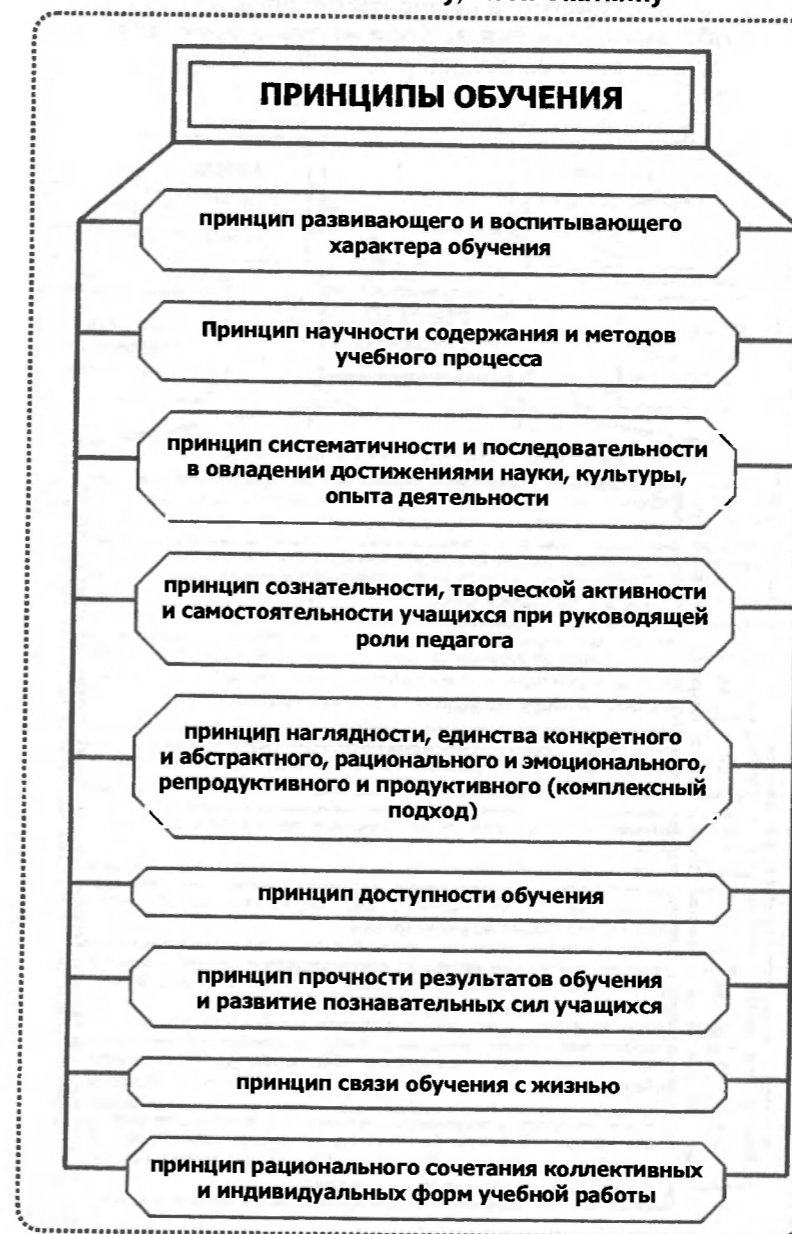 ПРИНЦИПЫ ОБУЧЕНИЯ
принцип развивающего и воспитывающего
характера обучения
Принцип научности содержания и методов
учебного процесса
принцип систематичности и последовательности
в овладении достижениями науки, культуры,
опыта деятельности
принцип сознательности, творческой активности
и самостоятельности учащихся при руководящей
роли педагога
принцип наглядности, единства конкретного
и абстрактного, рационального и эмоционального,
репродуктивного и продуктивного (комплексный
подход)
принцип доступности обучения
принцип прочности результатов обучения
и развитие познавательных сил учащихся
принцип связи обучения с жизнью
принцип рационального сочетания коллективных
и индивидуальных форм учебной работы